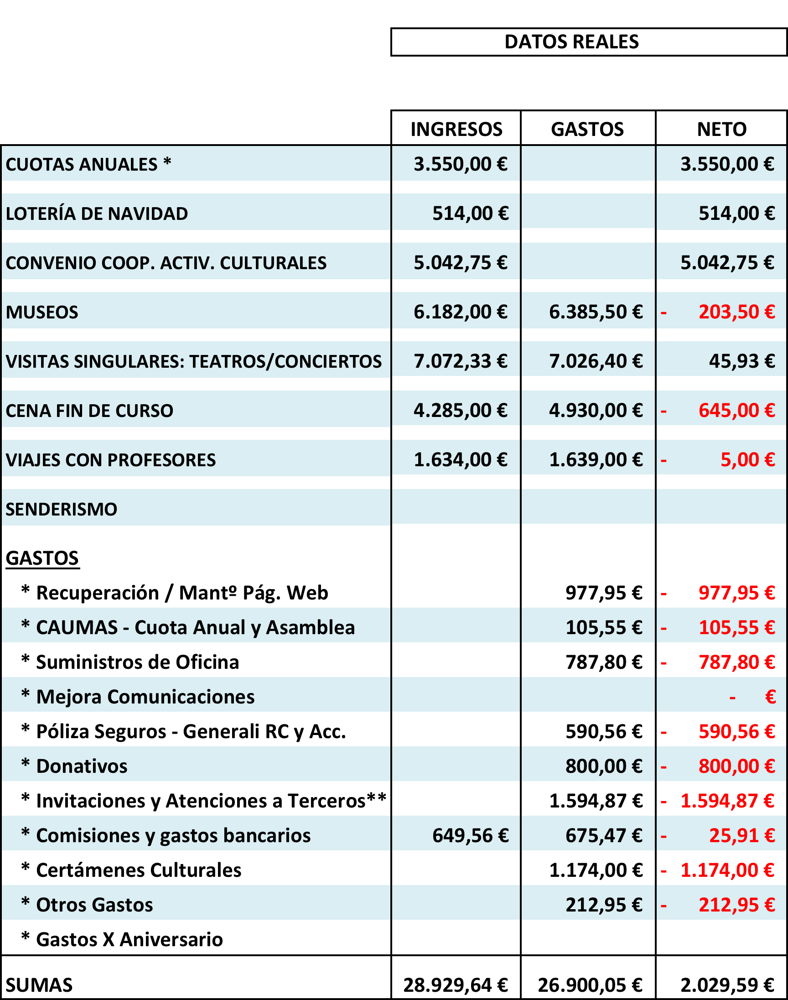 DATOS REALES
INGRESOS GASTOS NETO
CUOTAS ANUALES * 3.550,00 € 3.550,00 €
LOTERÍA DE NAVIDAD 514,00 € 514,00 €
CONVENIO COOP. ACTIV. CULTURALES 5.042,75 € 5.042,75 €
MUSEOS 6.182,00 € 6.385,50 € - 203,50 €
VISITAS SINGULARES: TEATROS/CONCIERTOS 7.072,33 € 7.026,40 € 45,93 €
CENA FIN DE CURSO 4.285,00 € 4.930,00 € - 645,00 €
VIAJES CON PROFESORES 1.634,00 € 1.639,00 € - 5,00 €
SENDERISMO
GASTOS
* Recuperación / Mantº Pág. Web 977,95 € - 977,95 €
* CAUMAS - Cuota Anual y Asamblea 105,55 € - 105,55 €
* Suministros de Oficina 787,80 € - 787,80 €
* Mejora Comunicaciones - €
* Póliza Seguros - Generali RC y Acc. 590,56 € - 590,56 €
* Donativos 800,00 € - 800,00 €
* Invitaciones y Atenciones a Terceros** 1.594,87 € - 1.594,87 €
* Comisiones y gastos bancarios 649,56 € 675,47 € - 25,91 €
* Certámenes Culturales 1.174,00 € - 1.174,00 €
* Otros Gastos 212,95 € - 212,95 €
* Gastos X Aniversario
SUMAS 28.929,64 € 26.900,05 € 2.029,59 €